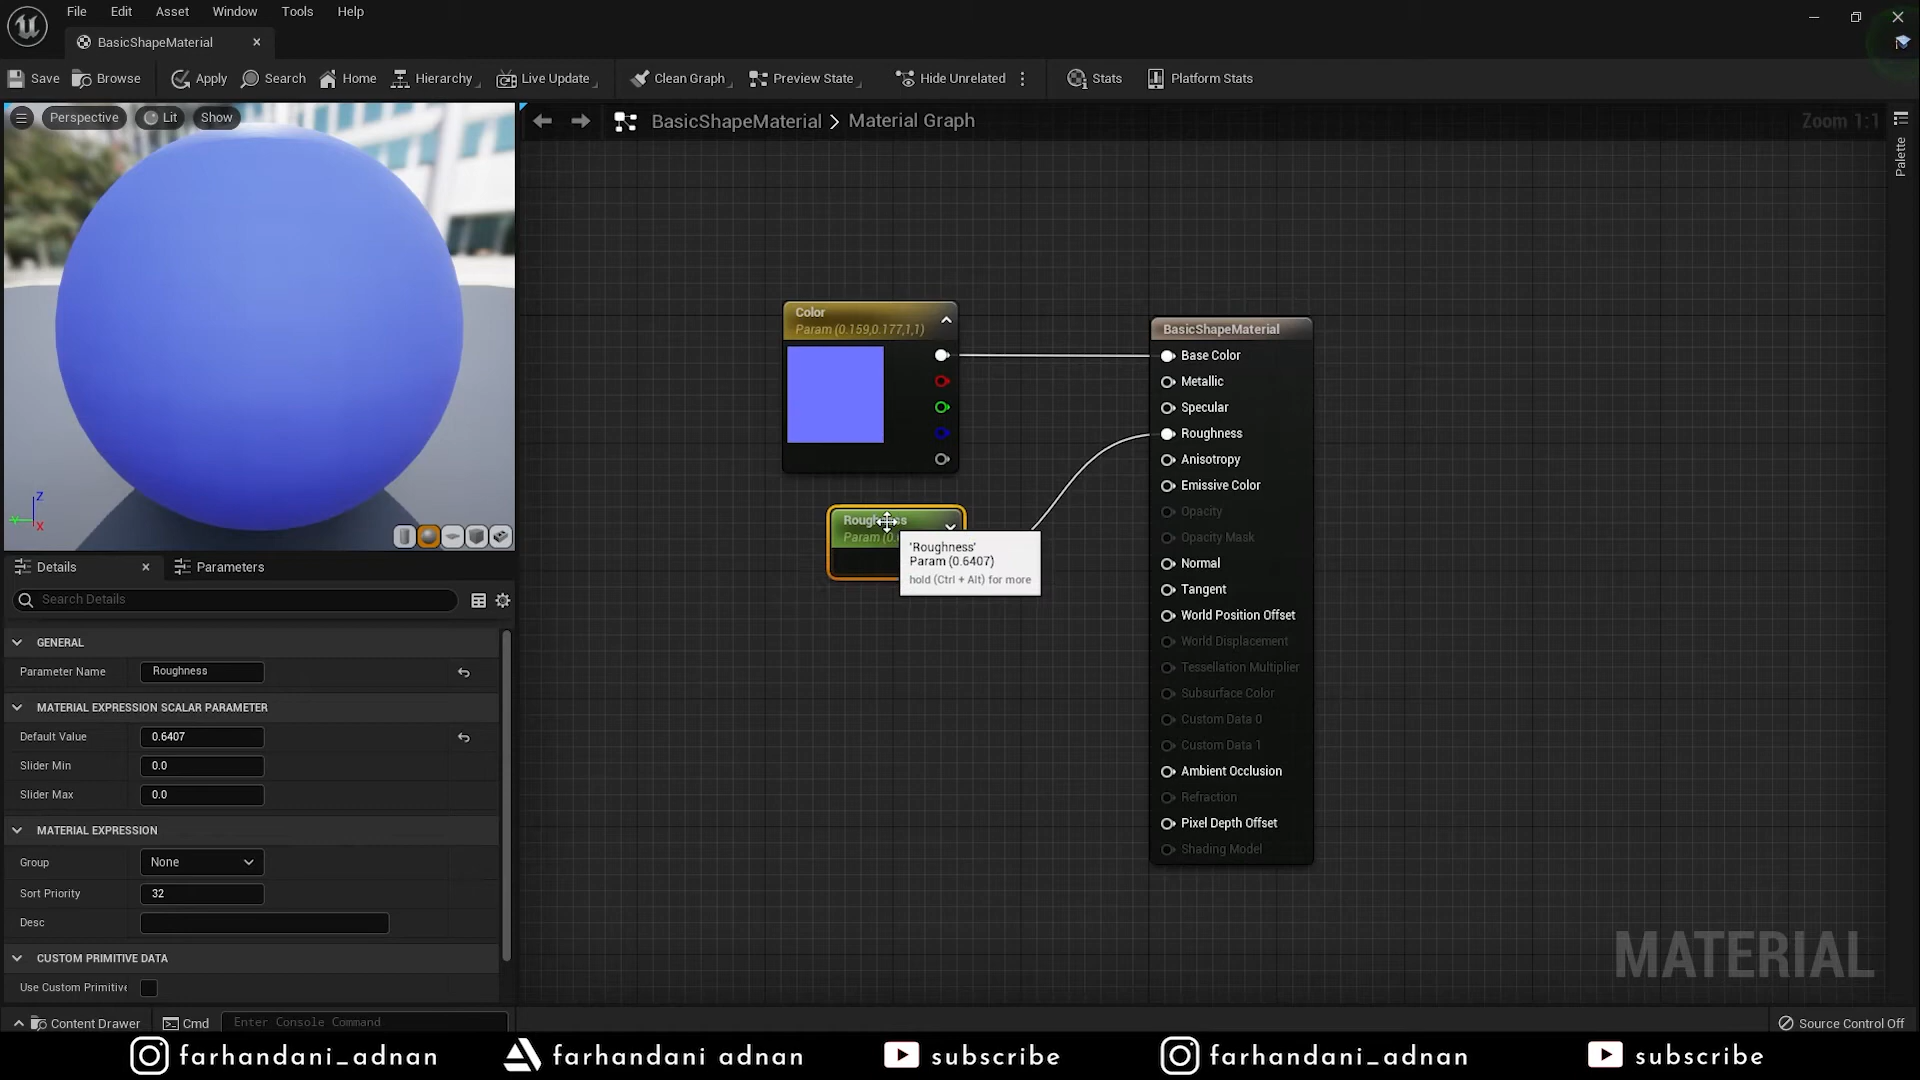 File Edit Asset Window Tools Help
BasicShapeMaterial
Save Browse Apply Search Home Hierarchy Live Update Clean Graph Preview State Hide Unrelated Stats Platform Stats
Perspective Lit Show
BasicShapeMaterial > Material Graph
Zoom 1:1
Palette
Color
Param (0.159,0.177,1,1)
BasicShapeMaterial
Base Color
Metallic
Specular
Roughness
Anisotropy
Emissive Color
Opacity
Opacity Mask
Normal
Tangent
World Position Offset
World Displacement
Tessellation Multiplier
Subsurface Color
Custom Data 0
Custom Data 1
Ambient Occlusion
Refraction
Pixel Depth Offset
Shading Model
Roughness
Param (0.
'Roughness'
Param (0.6407)
hold (Ctrl + Alt) for more
Z
Y
X
Details Parameters
Search Details
GENERAL
Parameter Name Roughness
MATERIAL EXPRESSION SCALAR PARAMETER
Default Value 0.6407
Slider Min 0.0
Slider Max 0.0
MATERIAL EXPRESSION
Group None
Sort Priority 32
Desc
CUSTOM PRIMITIVE DATA
Use Custom Primitive
MATERIAL
Content Drawer Cmd Enter Console Command Source Control Off
farhandani_adnan farhandani adnan subscribe farhandani_adnan subscribe